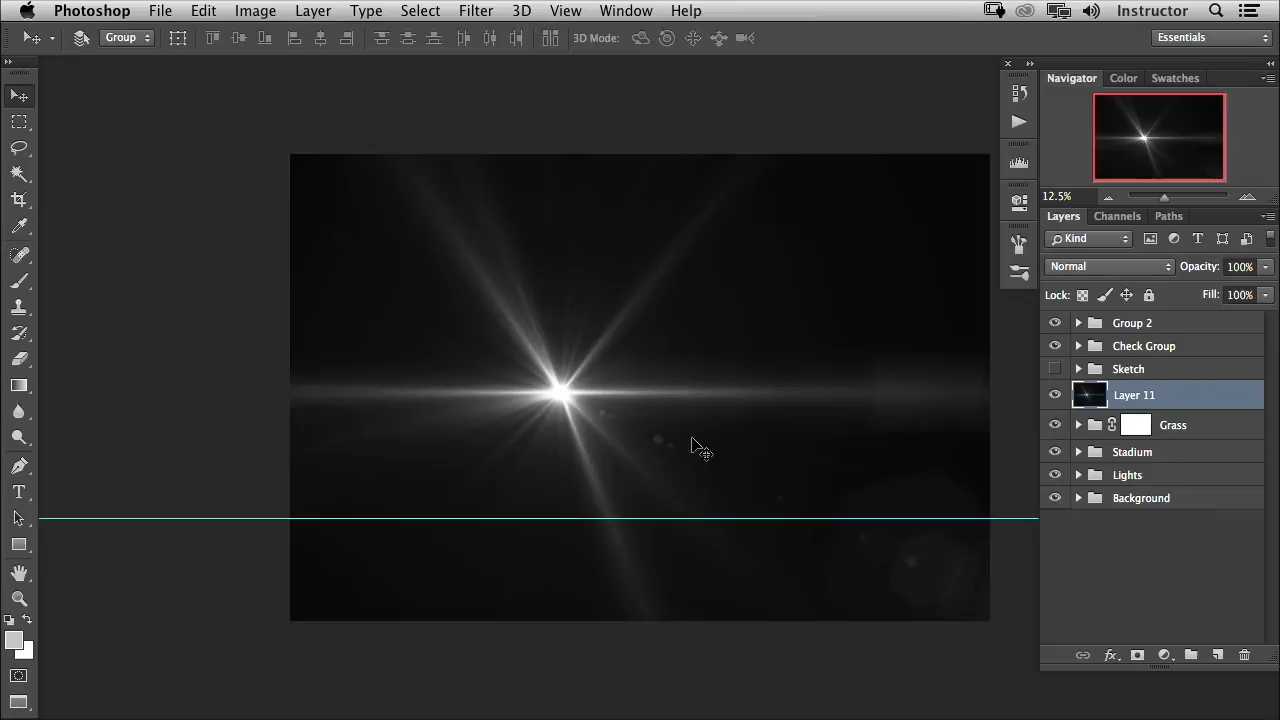 Photoshop File Edit Image Layer Type Select Filter 3D View Window Help Instructor
Group 3D Mode: Essentials
Navigator Color Swatches
12.5%
Layers Channels Paths
Kind T
Normal Opacity: 100%
Lock: Fill: 100%
Group 2
Check Group
Sketch
Layer 11
Grass
Stadium
Lights
Background
T
fx